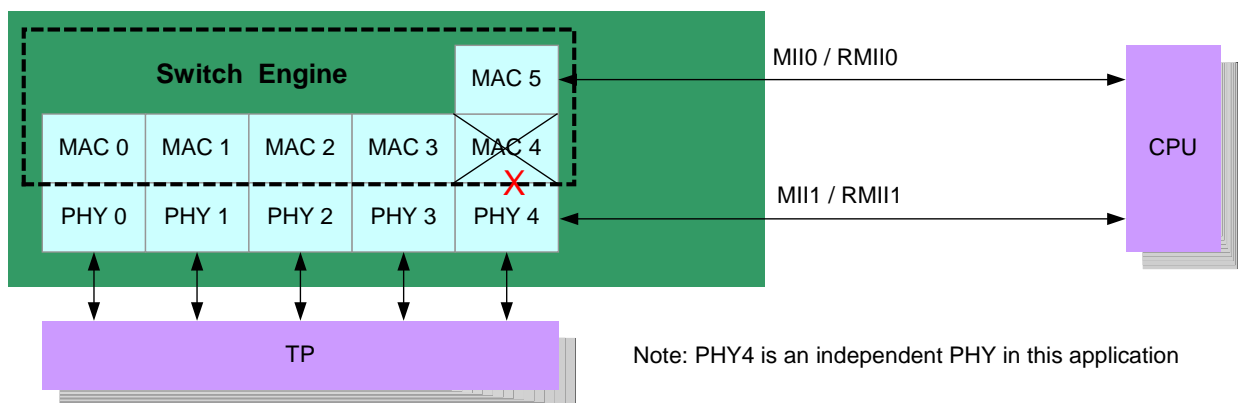 Switch Engine
MAC 5
MII0 / RMII0
MAC 0
MAC 1
MAC 2
MAC 3
MAC 4
CPU
X
PHY 0
PHY 1
PHY 2
PHY 3
PHY 4
MII1 / RMII1
TP
Note: PHY4 is an independent PHY in this application